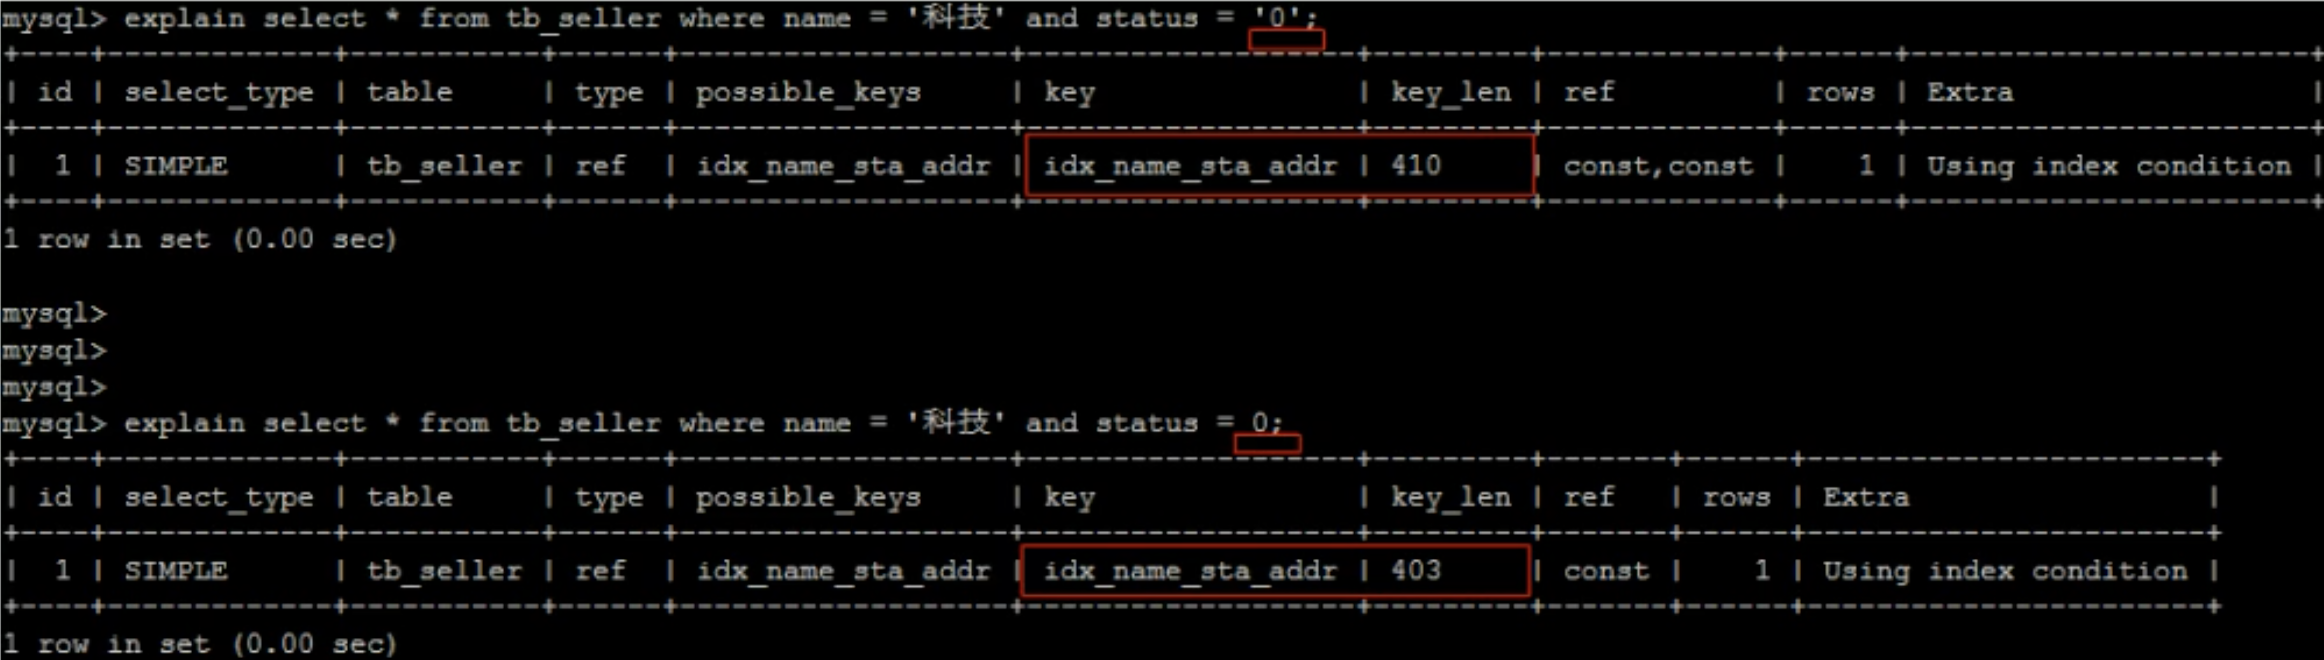 mysql> explain select * from tb_seller where name = '科技' and status = '0';
+----+-------------+-----------+------+-------------------+-------------------+---------+-------------+------+-----------------------+
| id | select_type | table     | type | possible_keys     | key               | key_len | ref         | rows | Extra                 |
+----+-------------+-----------+------+-------------------+-------------------+---------+-------------+------+-----------------------+
|  1 | SIMPLE      | tb_seller | ref  | idx_name_sta_addr | idx_name_sta_addr | 410     | const,const |    1 | Using index condition |
+----+-------------+-----------+------+-------------------+-------------------+---------+-------------+------+-----------------------+
1 row in set (0.00 sec)
mysql>
mysql>
mysql>
mysql> explain select * from tb_seller where name = '科技' and status = 0;
+----+-------------+-----------+------+-------------------+-------------------+---------+-------+------+-----------------------+
| id | select_type | table     | type | possible_keys     | key               | key_len | ref   | rows | Extra                 |
+----+-------------+-----------+------+-------------------+-------------------+---------+-------+------+-----------------------+
|  1 | SIMPLE      | tb_seller | ref  | idx_name_sta_addr | idx_name_sta_addr | 403     | const |    1 | Using index condition |
+----+-------------+-----------+------+-------------------+-------------------+---------+-------+------+-----------------------+
1 row in set (0.00 sec)